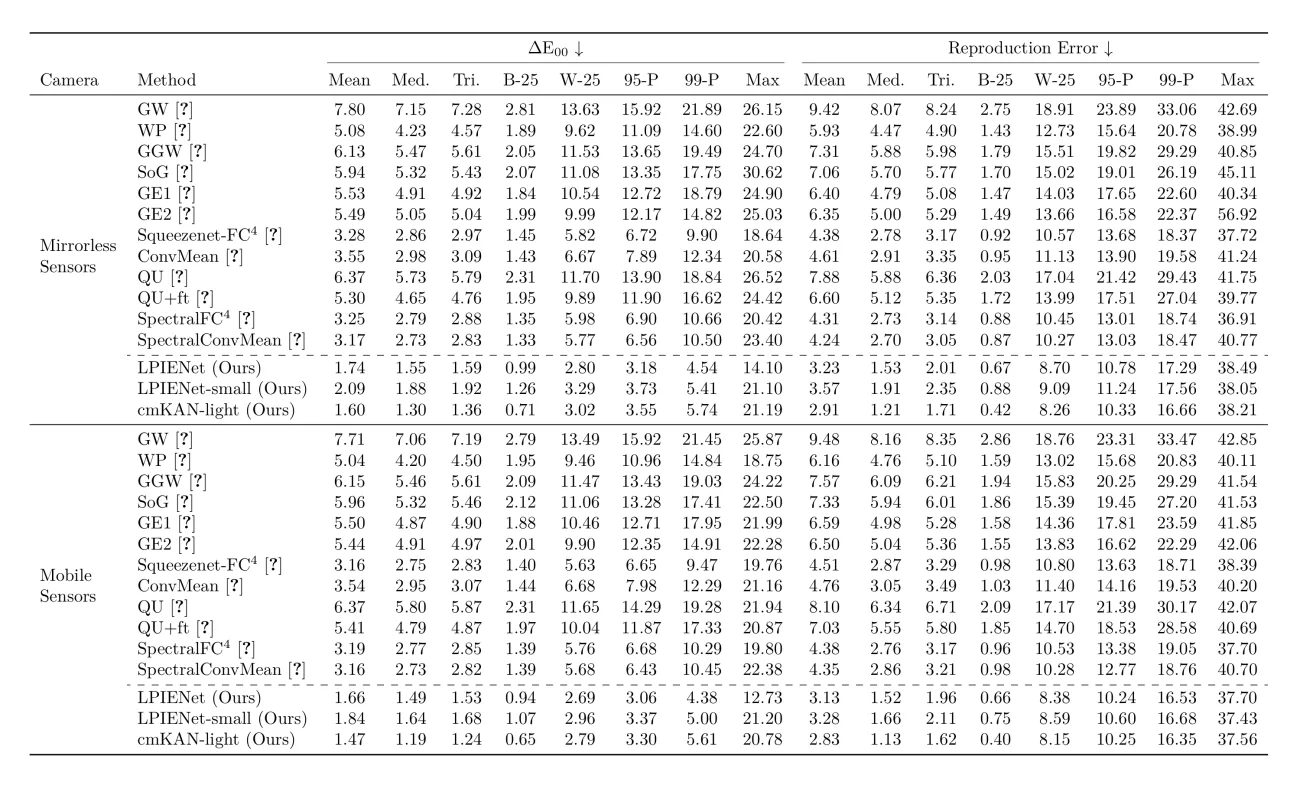 ΔE₀₀ ↓ Reproduction Error ↓
Camera Method Mean Med. Tri. B-25 W-25 95-P 99-P Max Mean Med. Tri. B-25 W-25 95-P 99-P Max
Mirrorless Sensors
GW [?] 7.80 7.15 7.28 2.81 13.63 15.92 21.89 26.15 9.42 8.07 8.24 2.75 18.91 23.89 33.06 42.69
WP [?] 5.08 4.23 4.57 1.89 9.62 11.09 14.60 22.60 5.93 4.47 4.90 1.43 12.73 15.64 20.78 38.99
GGW [?] 6.13 5.47 5.61 2.05 11.53 13.65 19.49 24.70 7.31 5.88 5.98 1.79 15.51 19.82 29.29 40.85
SoG [?] 5.94 5.32 5.43 2.07 11.08 13.35 17.75 30.62 7.06 5.70 5.77 1.70 15.02 19.01 26.19 45.11
GE1 [?] 5.53 4.91 4.92 1.84 10.54 12.72 18.79 24.90 6.40 4.79 5.08 1.47 14.03 17.65 22.60 40.34
GE2 [?] 5.49 5.05 5.04 1.99 9.99 12.17 14.82 25.03 6.35 5.00 5.29 1.49 13.66 16.58 22.37 56.92
Squeezenet-FC⁴ [?] 3.28 2.86 2.97 1.45 5.82 6.72 9.90 18.64 4.38 2.78 3.17 0.92 10.57 13.68 18.37 37.72
ConvMean [?] 3.55 2.98 3.09 1.43 6.67 7.89 12.34 20.58 4.61 2.91 3.35 0.95 11.13 13.90 19.58 41.24
QU [?] 6.37 5.73 5.79 2.31 11.70 13.90 18.84 26.52 7.88 5.88 6.36 2.03 17.04 21.42 29.43 41.75
QU+ft [?] 5.30 4.65 4.76 1.95 9.89 11.90 16.62 24.42 6.60 5.12 5.35 1.72 13.99 17.51 27.04 39.77
SpectralFC⁴ [?] 3.25 2.79 2.88 1.35 5.98 6.90 10.66 20.42 4.31 2.73 3.14 0.88 10.45 13.01 18.74 36.91
SpectralConvMean [?] 3.17 2.73 2.83 1.33 5.77 6.56 10.50 23.40 4.24 2.70 3.05 0.87 10.27 13.03 18.47 40.77
LPIENet (Ours) 1.74 1.55 1.59 0.99 2.80 3.18 4.54 14.10 3.23 1.53 2.01 0.67 8.70 10.78 17.29 38.49
LPIENet-small (Ours) 2.09 1.88 1.92 1.26 3.29 3.73 5.41 21.10 3.57 1.91 2.35 0.88 9.09 11.24 17.56 38.05
cmKAN-light (Ours) 1.60 1.30 1.36 0.71 3.02 3.55 5.74 21.19 2.91 1.21 1.71 0.42 8.26 10.33 16.66 38.21
Mobile Sensors
GW [?] 7.71 7.06 7.19 2.79 13.49 15.92 21.45 25.87 9.48 8.16 8.35 2.86 18.76 23.31 33.47 42.85
WP [?] 5.04 4.20 4.50 1.95 9.46 10.96 14.84 18.75 6.16 4.76 5.10 1.59 13.02 15.68 20.83 40.11
GGW [?] 6.15 5.46 5.61 2.09 11.47 13.43 19.03 24.22 7.57 6.09 6.21 1.94 15.83 20.25 29.29 41.54
SoG [?] 5.96 5.32 5.46 2.12 11.06 13.28 17.41 22.50 7.33 5.94 6.01 1.86 15.39 19.45 27.20 41.53
GE1 [?] 5.50 4.87 4.90 1.88 10.46 12.71 17.95 21.99 6.59 4.98 5.28 1.58 14.36 17.81 23.59 41.85
GE2 [?] 5.44 4.91 4.97 2.01 9.90 12.35 14.91 22.28 6.50 5.04 5.36 1.55 13.83 16.62 22.29 42.06
Squeezenet-FC⁴ [?] 3.16 2.75 2.83 1.40 5.63 6.65 9.47 19.76 4.51 2.87 3.29 0.98 10.80 13.63 18.71 38.39
ConvMean [?] 3.54 2.95 3.07 1.44 6.68 7.98 12.29 21.16 4.76 3.05 3.49 1.03 11.40 14.16 19.53 40.20
QU [?] 6.37 5.80 5.87 2.31 11.65 14.29 19.28 21.94 8.10 6.34 6.71 2.09 17.17 21.39 30.17 42.07
QU+ft [?] 5.41 4.79 4.87 1.97 10.04 11.87 17.33 20.87 7.03 5.55 5.80 1.85 14.70 18.53 28.58 40.69
SpectralFC⁴ [?] 3.19 2.77 2.85 1.39 5.76 6.68 10.29 19.80 4.38 2.76 3.17 0.96 10.53 13.38 19.05 37.70
SpectralConvMean [?] 3.16 2.73 2.82 1.39 5.68 6.43 10.45 22.38 4.35 2.86 3.21 0.98 10.28 12.77 18.76 40.70
LPIENet (Ours) 1.66 1.49 1.53 0.94 2.69 3.06 4.38 12.73 3.13 1.52 1.96 0.66 8.38 10.24 16.53 37.70
LPIENet-small (Ours) 1.84 1.64 1.68 1.07 2.96 3.37 5.00 21.20 3.28 1.66 2.11 0.75 8.59 10.60 16.68 37.43
cmKAN-light (Ours) 1.47 1.19 1.24 0.65 2.79 3.30 5.61 20.78 2.83 1.13 1.62 0.40 8.15 10.25 16.35 37.56